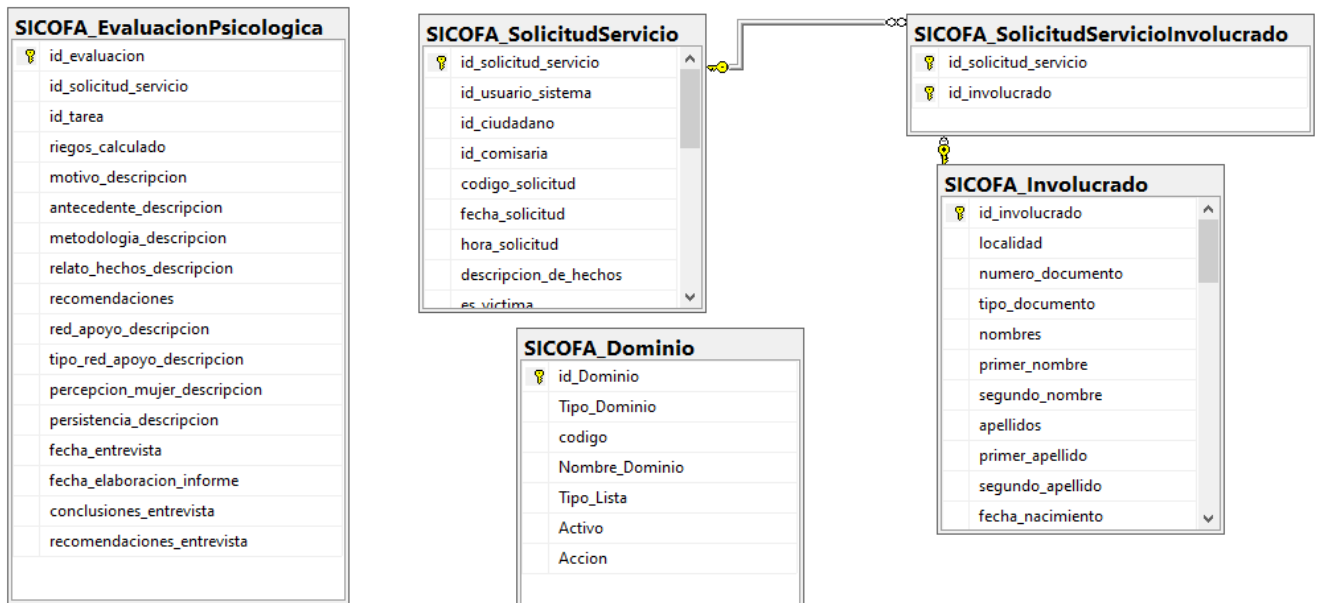 SICOFA_EvaluacionPsicologica
id_evaluacion
id_solicitud_servicio
id_tarea
riegos_calculado
motivo_descripcion
antecedente_descripcion
metodologia_descripcion
relato_hechos_descripcion
recomendaciones
red_apoyo_descripcion
tipo_red_apoyo_descripcion
percepcion_mujer_descripcion
persistencia_descripcion
fecha_entrevista
fecha_elaboracion_informe
conclusiones_entrevista
recomendaciones_entrevista
SICOFA_SolicitudServicio
id_solicitud_servicio
id_usuario_sistema
id_ciudadano
id_comisaria
codigo_solicitud
fecha_solicitud
hora_solicitud
descripcion_de_hechos
es_victima
SICOFA_SolicitudServicioInvolucrado
id_solicitud_servicio
id_involucrado
SICOFA_Involucrado
id_involucrado
localidad
numero_documento
tipo_documento
nombres
primer_nombre
segundo_nombre
apellidos
primer_apellido
segundo_apellido
fecha_nacimiento
SICOFA_Dominio
id_Dominio
Tipo_Dominio
codigo
Nombre_Dominio
Tipo_Lista
Activo
Accion